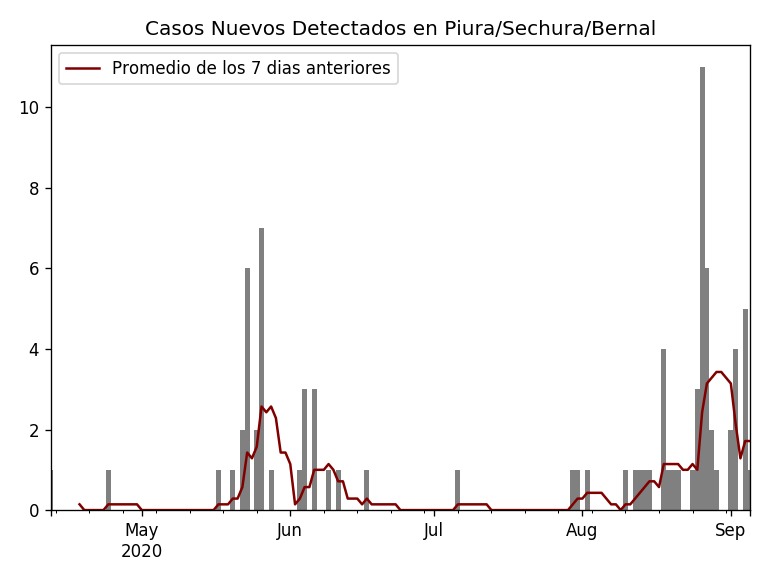 Casos Nuevos Detectados en Piura/Sechura/Bernal
Promedio de los 7 dias anteriores
10
8
6
4
2
0
May
2020
Jun
Jul
Aug
Sep